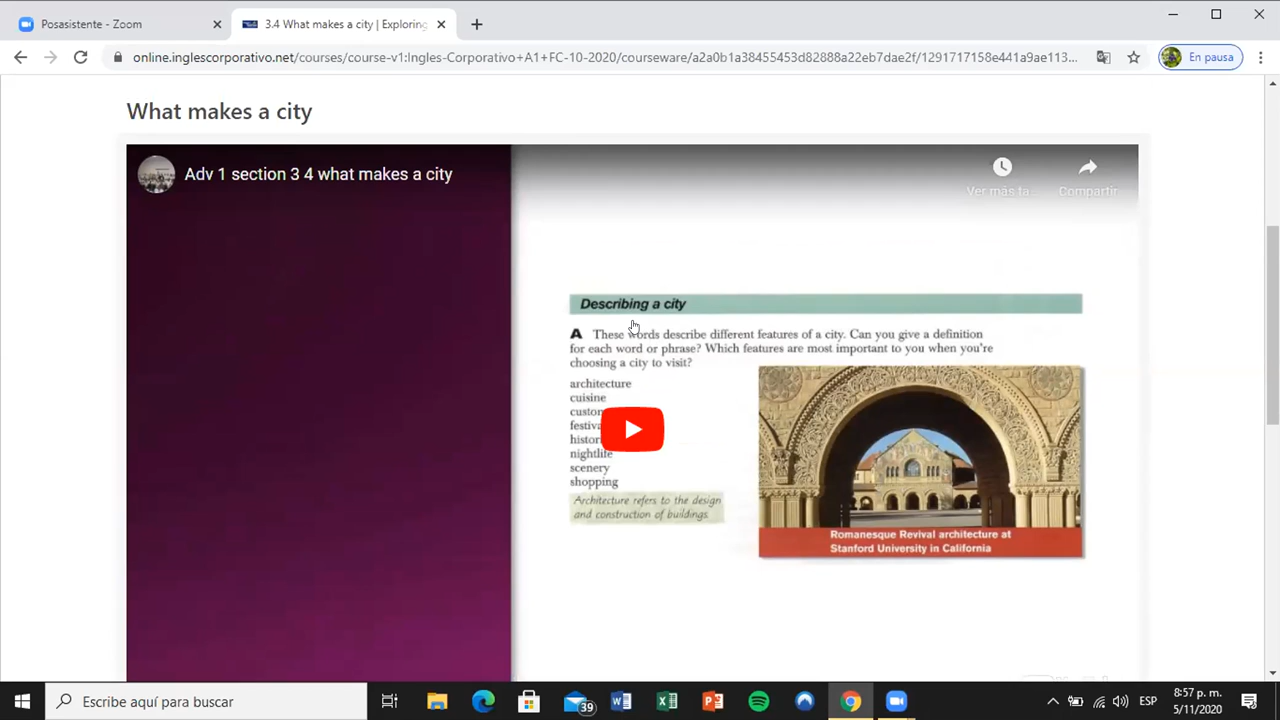 Posasistente - Zoom
3.4 What makes a city | Exploring
online.inglescorporativo.net/courses/course-v1:Ingles-Corporativo+A1+FC-10-2020/courseware/a2a0b1a38455453d82888a22eb7dae2f/1291717158e441a9ae113...
En pausa
What makes a city
Adv 1 section 3 4 what makes a city
Ver más ta...
Compartir
Describing a city
A These words describe different features of a city. Can you give a definition
for each word or phrase? Which features are most important to you when you're
choosing a city to visit?
architecture
cuisine
nightlife
scenery
shopping
Architecture refers to the design
and construction of buildings.
Romanesque Revival architecture at
Stanford University in California
Escribe aquí para buscar
39
ESP
8:57 p. m.
5/11/2020